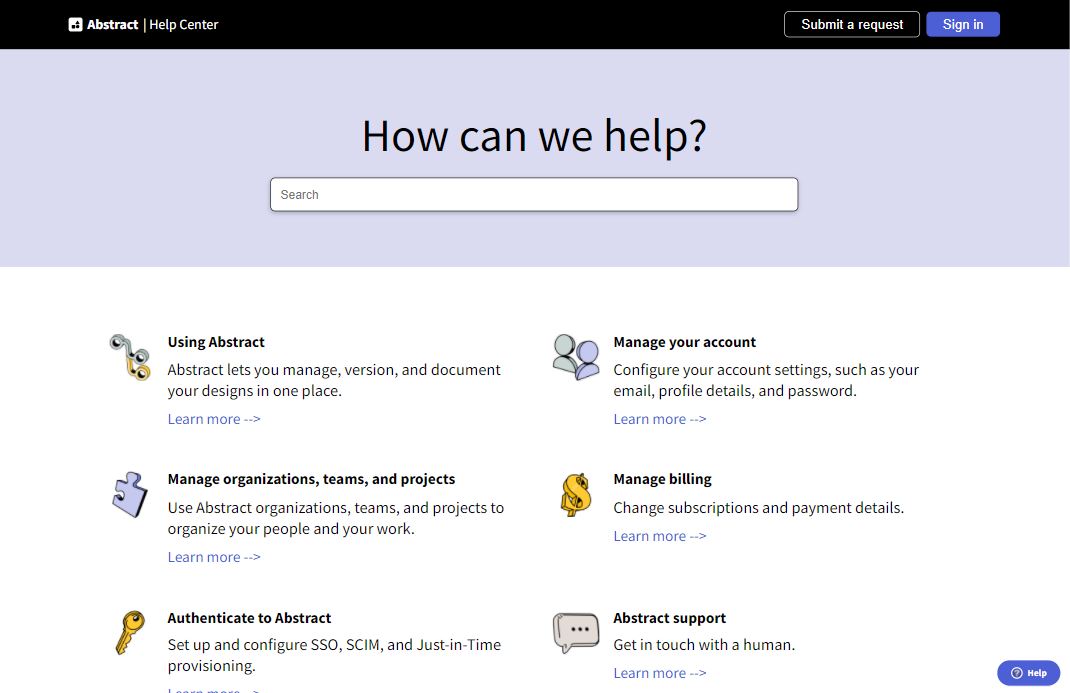 Abstract | Help Center
Submit a request
Sign in
How can we help?
Search
Using Abstract
Abstract lets you manage, version, and document
your designs in one place.
Learn more -->
Manage your account
Configure your account settings, such as your
email, profile details, and password.
Learn more -->
Manage organizations, teams, and projects
Use Abstract organizations, teams, and projects to
organize your people and your work.
Learn more -->
Manage billing
Change subscriptions and payment details.
Learn more -->
Authenticate to Abstract
Set up and configure SSO, SCIM, and Just-in-Time
provisioning.
Learn more -->
Abstract support
Get in touch with a human.
Learn more -->
Help